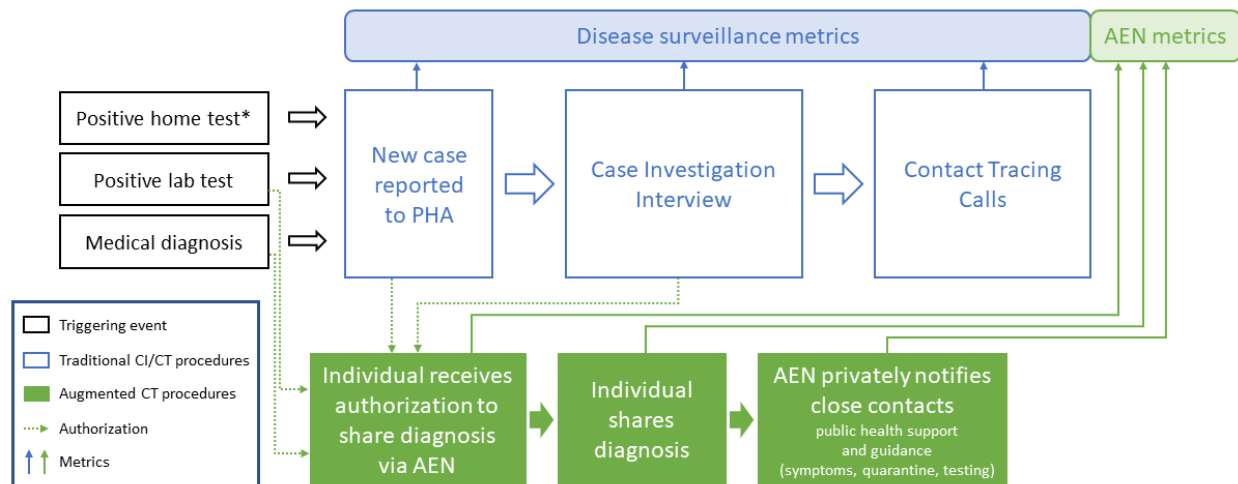 Disease surveillance metrics
AEN metrics
Positive home test*
Positive lab test
Medical diagnosis
New case
reported
to PHA
Case Investigation
Interview
Contact Tracing
Calls
Triggering event
Traditional CI/CT procedures
Augmented CT procedures
Authorization
Metrics
Individual receives
authorization to
share diagnosis
via AEN
Individual
shares
diagnosis
AEN privately notifies
close contacts
public health support
and guidance
(symptoms, quarantine, testing)